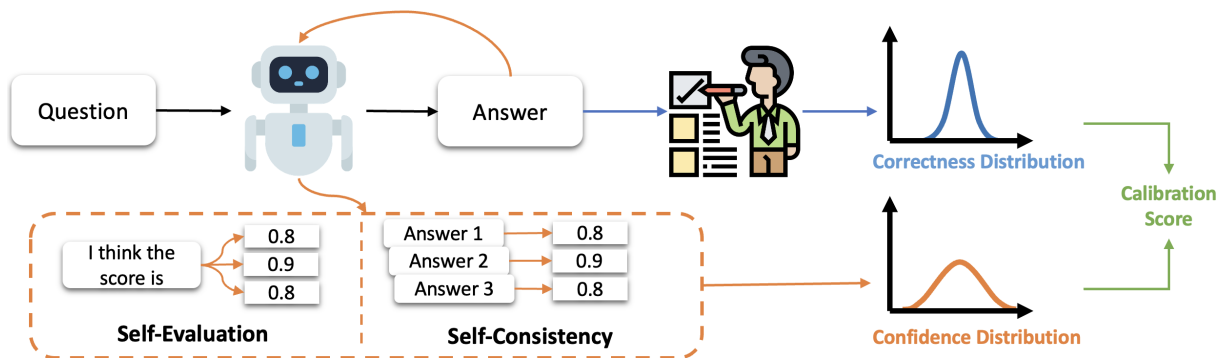 Question
Answer
Correctness Distribution
Calibration
Score
I think the
score is
0.8
0.9
0.8
Self-Evaluation
Answer 1
0.8
Answer 2
0.9
Answer 3
0.8
Self-Consistency
Confidence Distribution